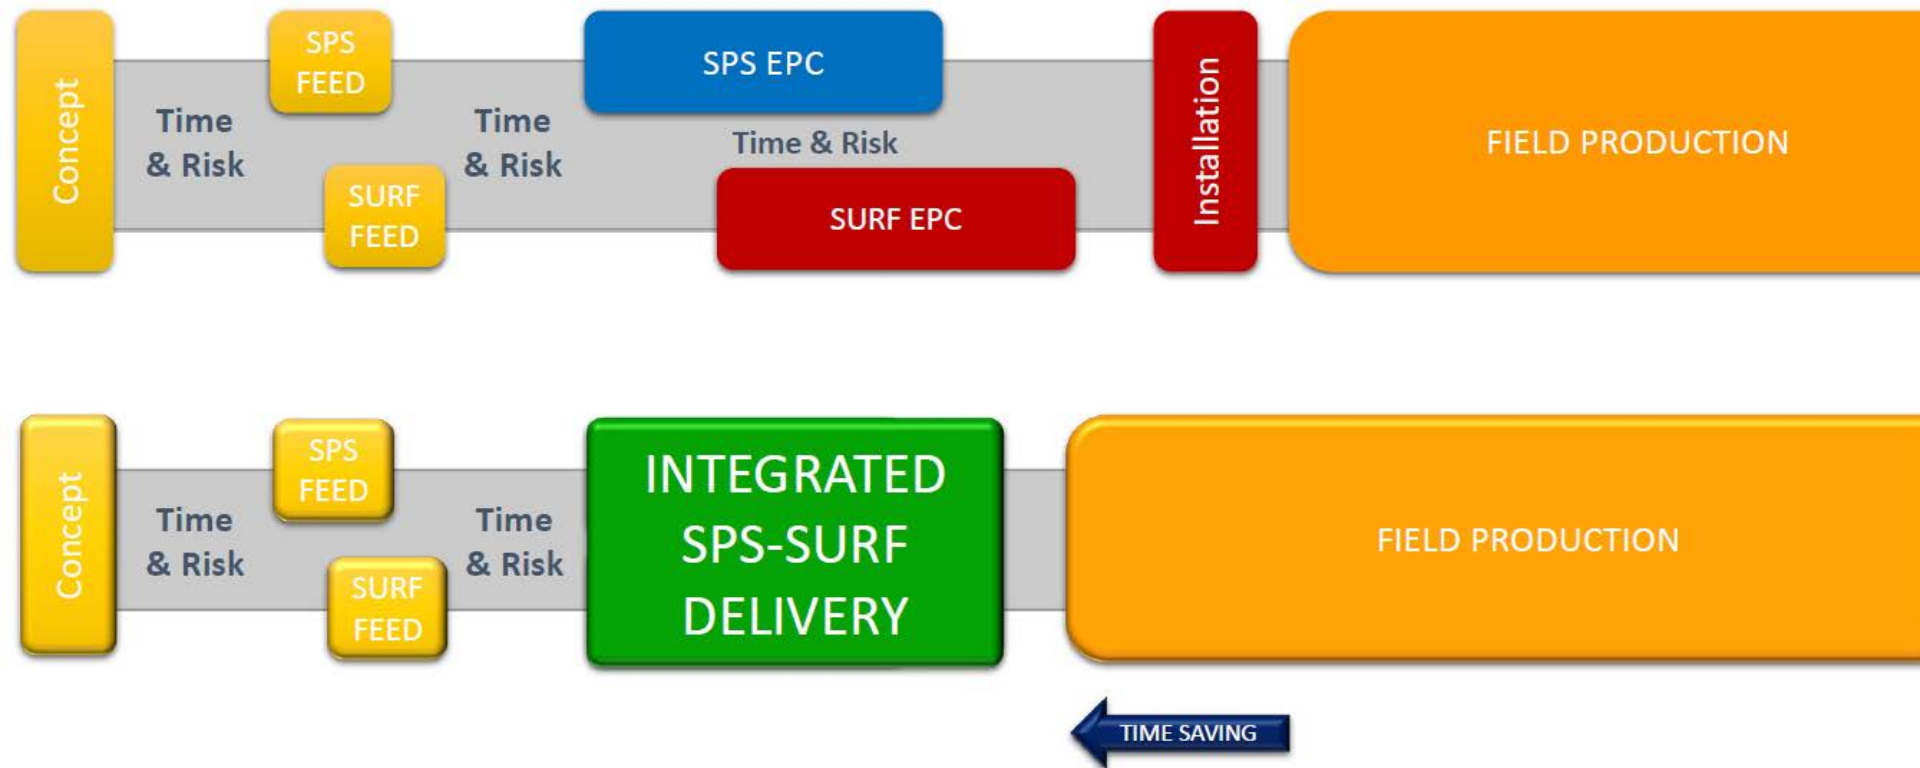 Concept
Time
& Risk
SPS
FEED
SURF
FEED
Time
& Risk
SPS EPC
Time & Risk
SURF EPC
Installation
FIELD PRODUCTION
Concept
Time
& Risk
SPS
FEED
SURF
FEED
Time
& Risk
INTEGRATED
SPS-SURF
DELIVERY
FIELD PRODUCTION
TIME SAVING